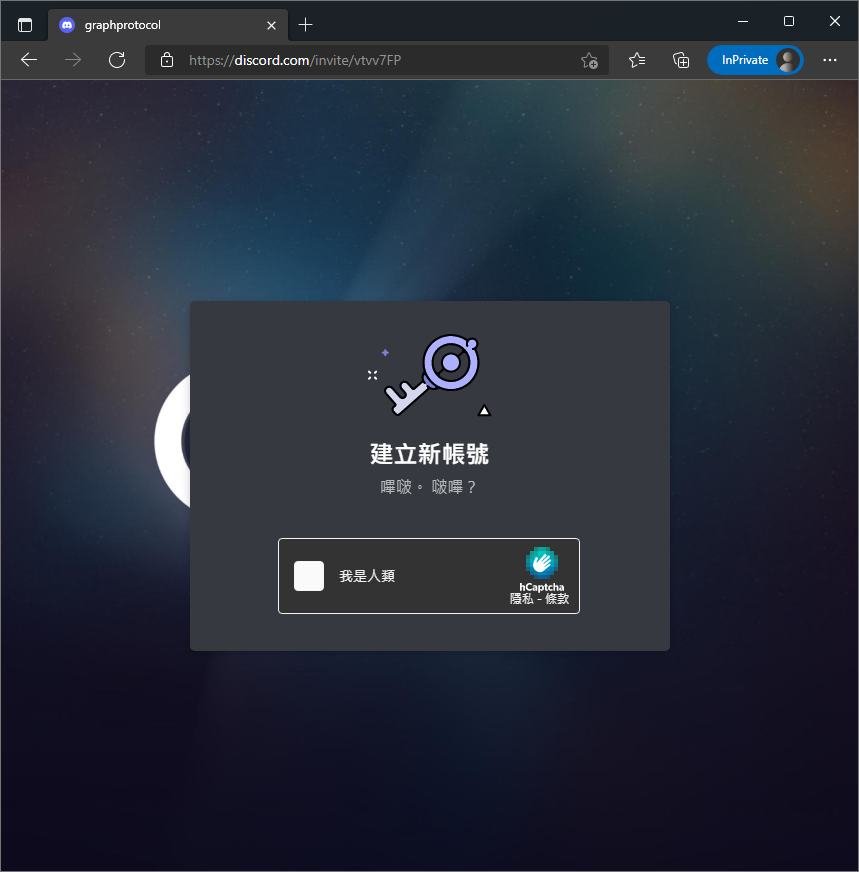 graphprotocol
https://discord.com/invite/vtvv7FP
InPrivate
建立新帳號
嗶啵。 啵嗶？
我是人類
hCaptcha
隱私 - 條款